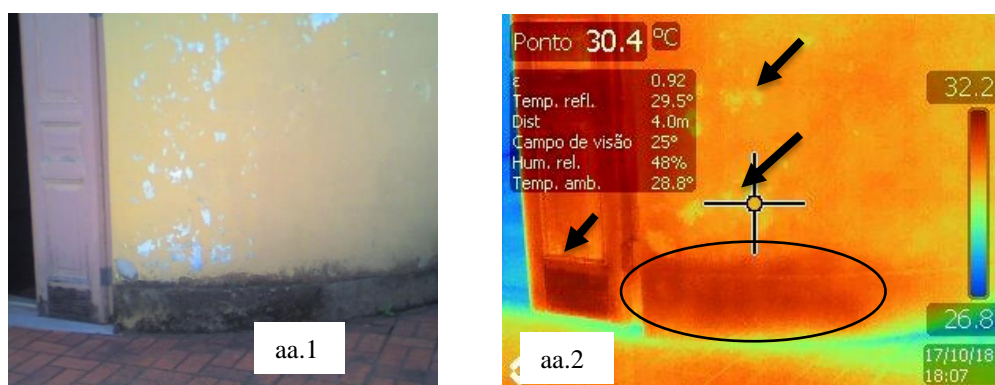 aa.1
Ponto 30.4 °C
ε 0.92
Temp. refl. 29.5°
Dist 4.0m
Campo de visão 25°
Hum. rel. 48%
Temp. amb. 28.8°
32.2
26.8
17/10/18
18:07
aa.2